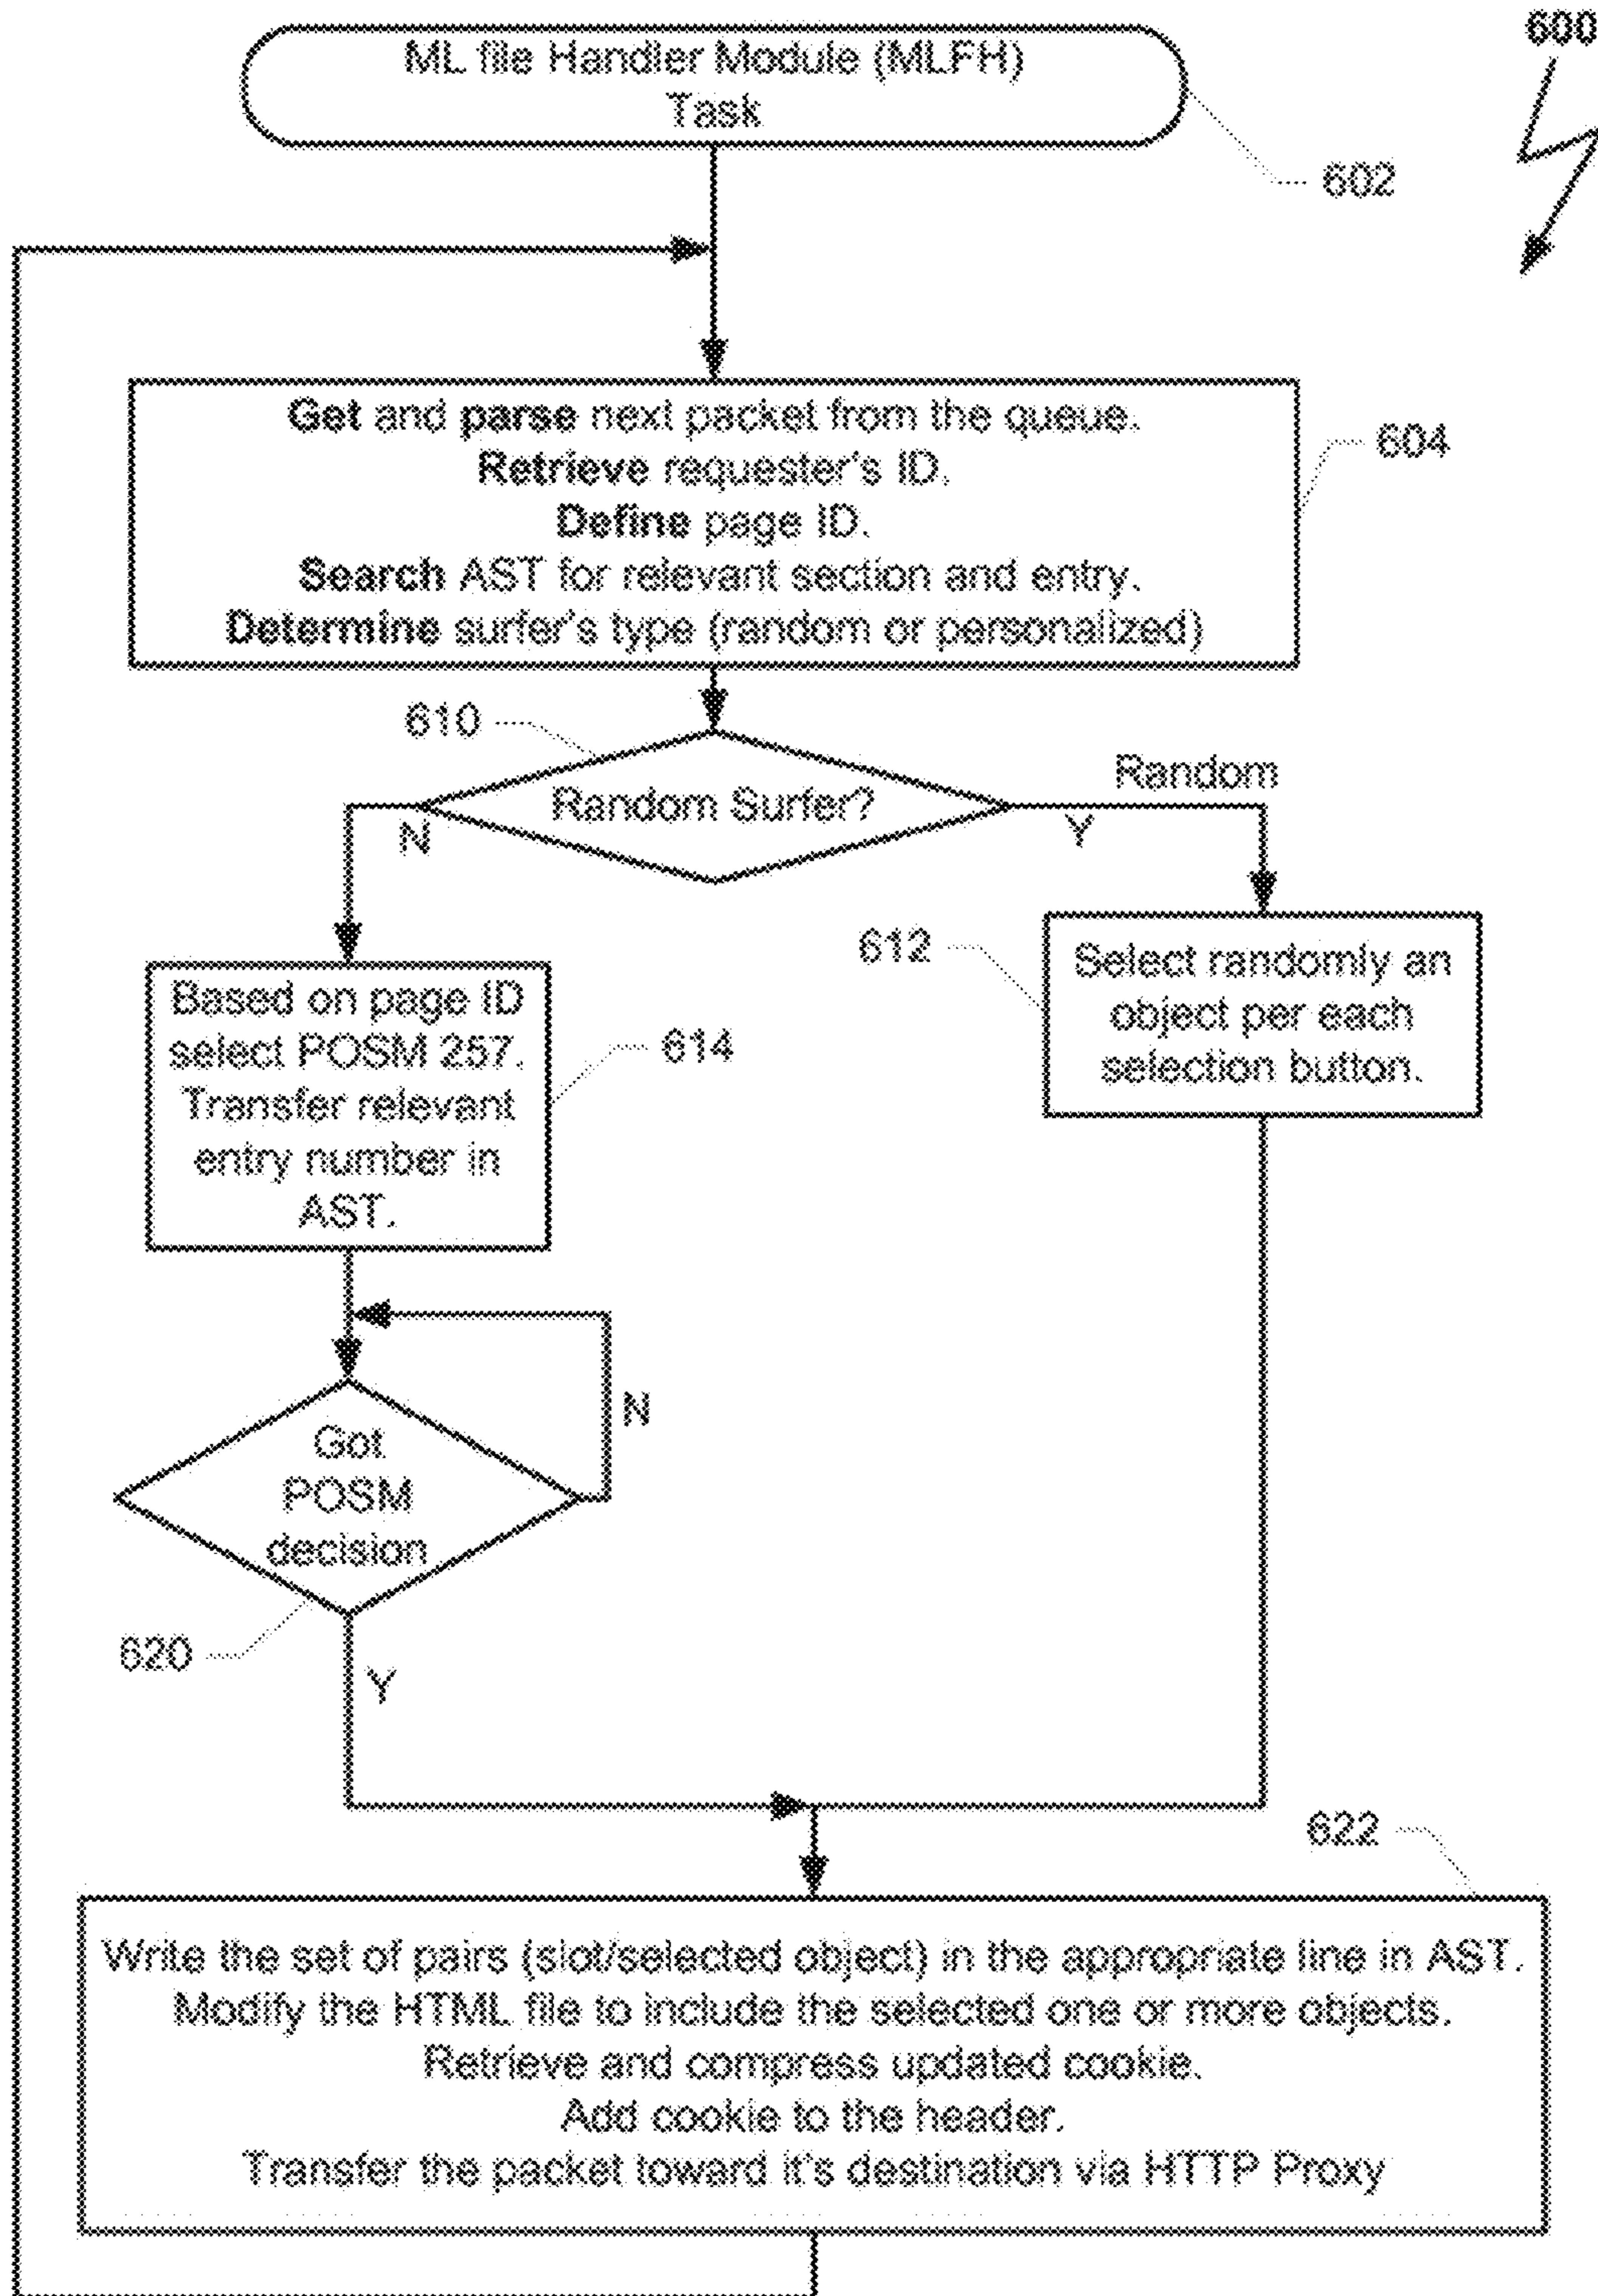 600
ML file Handler Module (MLFH)
Task
602
Get and parse next packet from the queue.
Retrieve requester's ID.
Define page ID.
Search AST for relevant section and entry.
Determine surfer's type (random or personalized)
604
610
Random Surfer?
Random
N
Y
Based on page ID
select POSM 257.
Transfer relevant
entry number in
AST.
614
612
Select randomly an
object per each
selection button.
Got
POSM
decision
N
620
Y
622
Write the set of pairs (slot/selected object) in the appropriate line in AST.
Modify the HTML file to include the selected one or more objects.
Retrieve and compress updated cookie.
Add cookie to the header.
Transfer the packet toward it's destination via HTTP Proxy